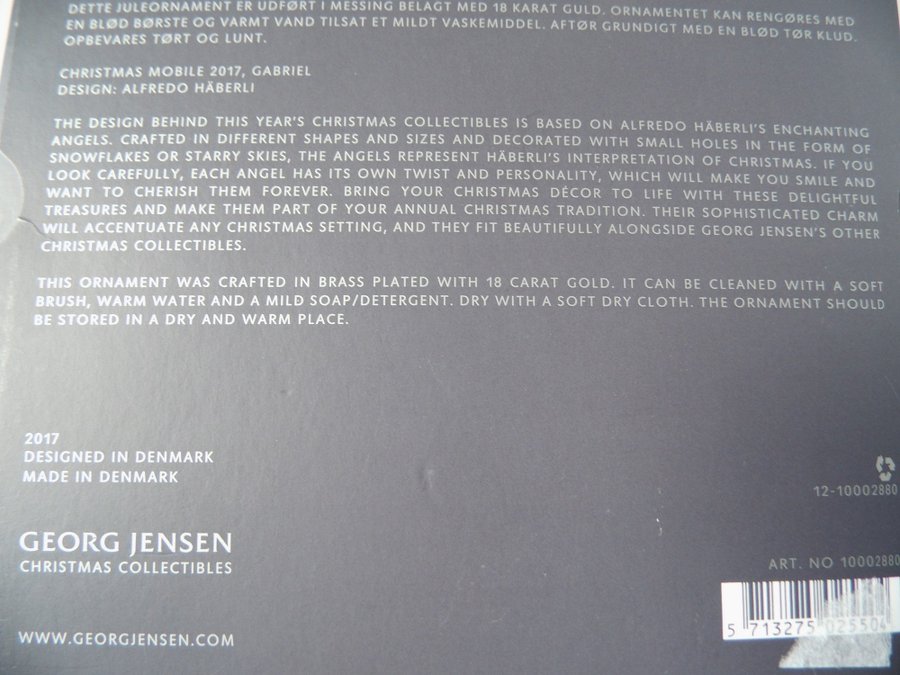 DETTE JULEORNAMENT ER UDFØRT I MESSING BELAGT MED 18 KARAT GULD. ORNAMENTET KAN RENGØRES MED
EN BLØD BØRSTE OG VARMT VAND TILSAT ET MILDT VASKEMIDDEL. AFTØR GRUNDIGT MED EN BLØD TØR KLUD.
OPBEVARES TØRT OG LUNT.
CHRISTMAS MOBILE 2017, GABRIEL
DESIGN: ALFREDO HÄBERLI
THE DESIGN BEHIND THIS YEAR'S CHRISTMAS COLLECTIBLES IS BASED ON ALFREDO HÄBERLI'S ENCHANTING
ANGELS. CRAFTED IN DIFFERENT SHAPES AND SIZES AND DECORATED WITH SMALL HOLES IN THE FORM OF
SNOWFLAKES OR STARRY SKIES, THE ANGELS REPRESENT HÄBERLI'S INTERPRETATION OF CHRISTMAS. IF YOU
LOOK CAREFULLY, EACH ANGEL HAS ITS OWN TWIST AND PERSONALITY, WHICH WILL MAKE YOU SMILE AND
WANT TO CHERISH THEM FOREVER. BRING YOUR CHRISTMAS DÉCOR TO LIFE WITH THESE DELIGHTFUL
TREASURES AND MAKE THEM PART OF YOUR ANNUAL CHRISTMAS TRADITION. THEIR SOPHISTICATED CHARM
WILL ACCENTUATE ANY CHRISTMAS SETTING, AND THEY FIT BEAUTIFULLY ALONGSIDE GEORG JENSEN'S OTHER
CHRISTMAS COLLECTIBLES.
THIS ORNAMENT WAS CRAFTED IN BRASS PLATED WITH 18 CARAT GOLD. IT CAN BE CLEANED WITH A SOFT
BRUSH, WARM WATER AND A MILD SOAP/DETERGENT. DRY WITH A SOFT DRY CLOTH. THE ORNAMENT SHOULD
BE STORED IN A DRY AND WARM PLACE.
2017
DESIGNED IN DENMARK
MADE IN DENMARK
12-10002880
GEORG JENSEN
CHRISTMAS COLLECTIBLES
ART. NO 10002880
5 713275
WWW.GEORGJENSEN.COM